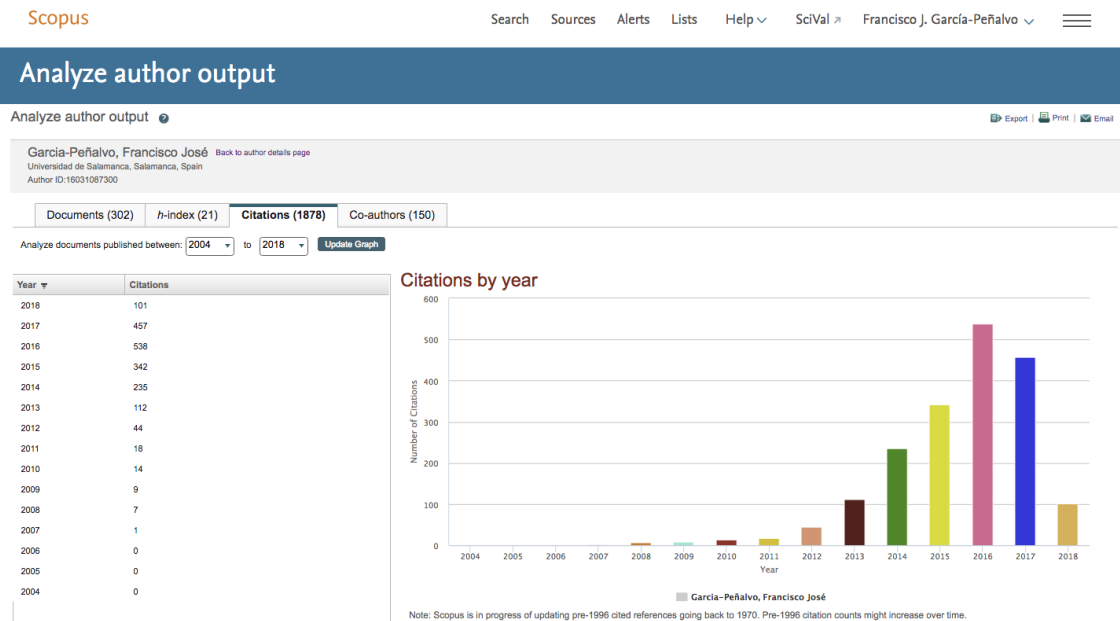 Scopus
Search Sources Alerts Lists Help SciVal Francisco J. García-Peñalvo
Analyze author output
Analyze author output ?
Export | Print | Email
Garcia-Peñalvo, Francisco José Back to author details page
Universidad de Salamanca, Salamanca, Spain
Author ID:16031087300
Documents (302) h-index (21) Citations (1878) Co-authors (150)
Analyze documents published between: 2004 to 2018 Update Graph
Year Citations
2018 101
2017 457
2016 538
2015 342
2014 235
2013 112
2012 44
2011 18
2010 14
2009 9
2008 7
2007 1
2006 0
2005 0
2004 0
Citations by year
Number of Citations
600
500
400
300
200
100
0
2004 2005 2006 2007 2008 2009 2010 2011 2012 2013 2014 2015 2016 2017 2018
Year
Garcia-Peñalvo, Francisco José
Note: Scopus is in progress of updating pre-1996 cited references going back to 1970. Pre-1996 citation counts might increase over time.